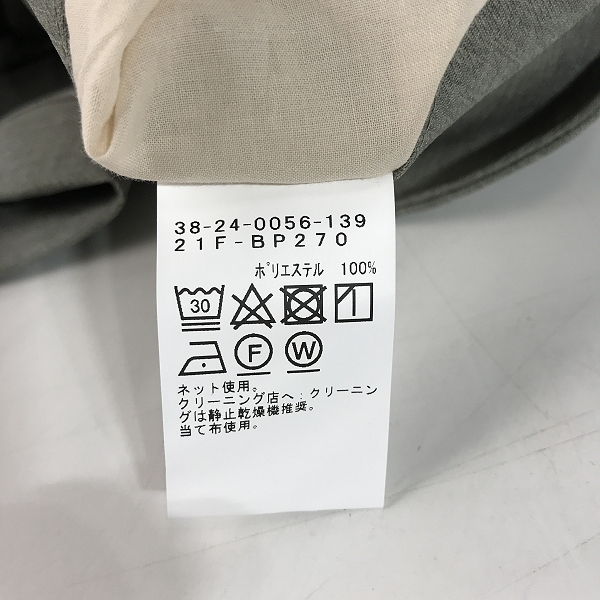 38-24-0056-139
21F-BP270
ポリエステル 100%
30
F W
ネット使用。
クリーニング店へ:クリーニン
グは静止乾燥機推奨。
当て布使用。